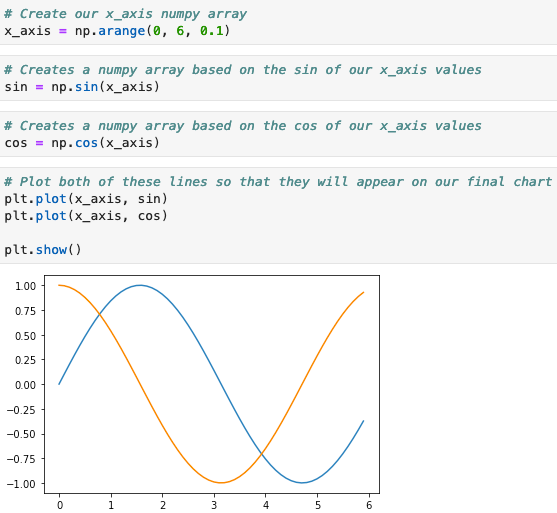 # Create our x_axis numpy array
x_axis = np.arange(0, 6, 0.1)
# Creates a numpy array based on the sin of our x_axis values
sin = np.sin(x_axis)
# Creates a numpy array based on the cos of our x_axis values
cos = np.cos(x_axis)
# Plot both of these lines so that they will appear on our final chart
plt.plot(x_axis, sin)
plt.plot(x_axis, cos)
plt.show()
1.00
0.75
0.50
0.25
0.00
−0.25
−0.50
−0.75
−1.00
0 1 2 3 4 5 6